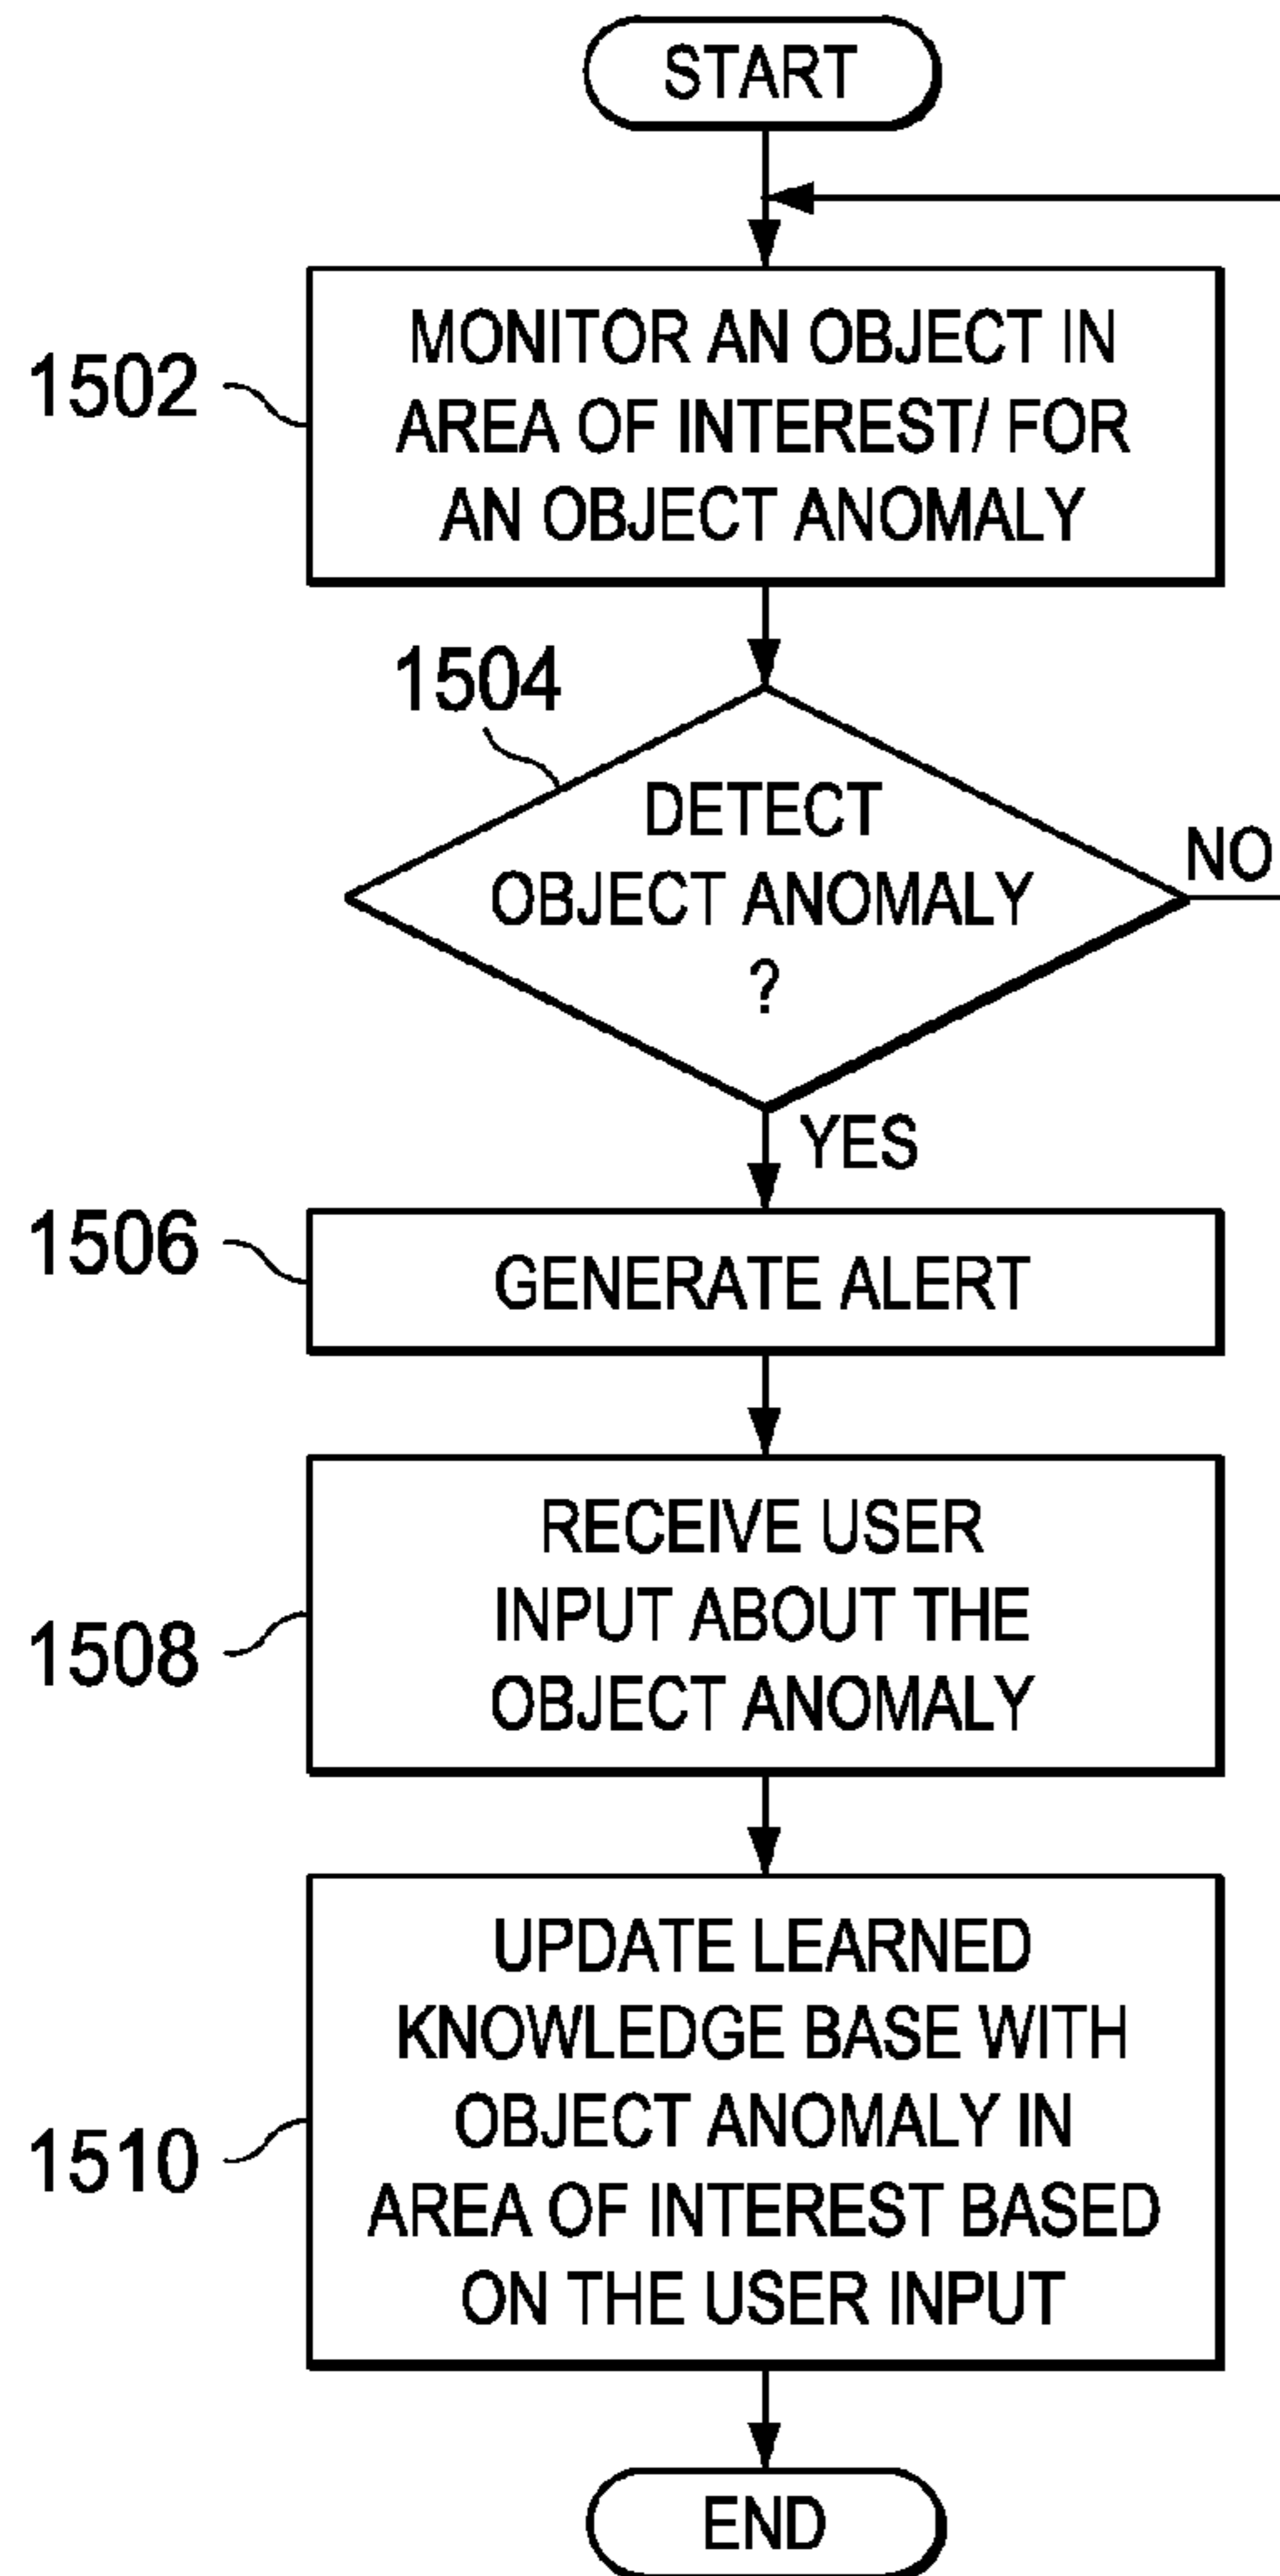 START
1502
MONITOR AN OBJECT IN
AREA OF INTEREST/ FOR
AN OBJECT ANOMALY
1504
DETECT
OBJECT ANOMALY
?
NO
YES
1506
GENERATE ALERT
1508
RECEIVE USER
INPUT ABOUT THE
OBJECT ANOMALY
1510
UPDATE LEARNED
KNOWLEDGE BASE WITH
OBJECT ANOMALY IN
AREA OF INTEREST BASED
ON THE USER INPUT
END